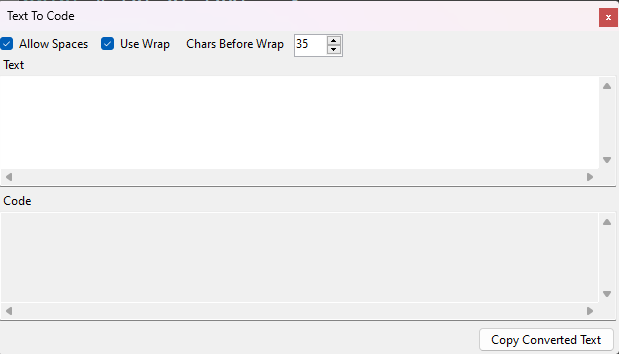 Text To Code
x
Allow Spaces Use Wrap Chars Before Wrap 35
Text
Code
Copy Converted Text